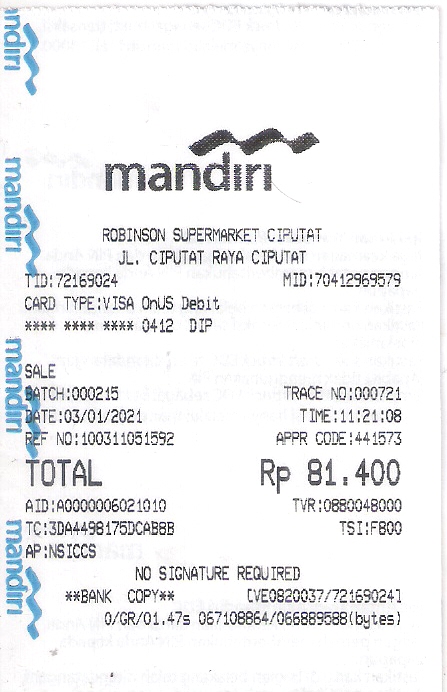 mandiri
ROBINSON SUPERMARKET CIPUTAT
JL. CIPUTAT RAYA CIPUTAT
TID:72169024 MID:70412969579
CARD TYPE:VISA OnUS Debit
**** **** **** 0412 DIP
SALE
BATCH:000215 TRACE NO:000721
DATE:03/01/2021 TIME:11:21:08
REF NO:100311051592 APPR CODE:441573
TOTAL Rp 81.400
AID:A0000006021010 TVR:0880048000
TC:3DA4498175DCAB8B TSI:F800
AP:NSICCS
NO SIGNATURE REQUIRED
**BANK COPY** [VE0820037/72169024]
0/GR/01.47s 067108864/066889588(bytes)
mandiri
mandiri
mandiri
mandiri